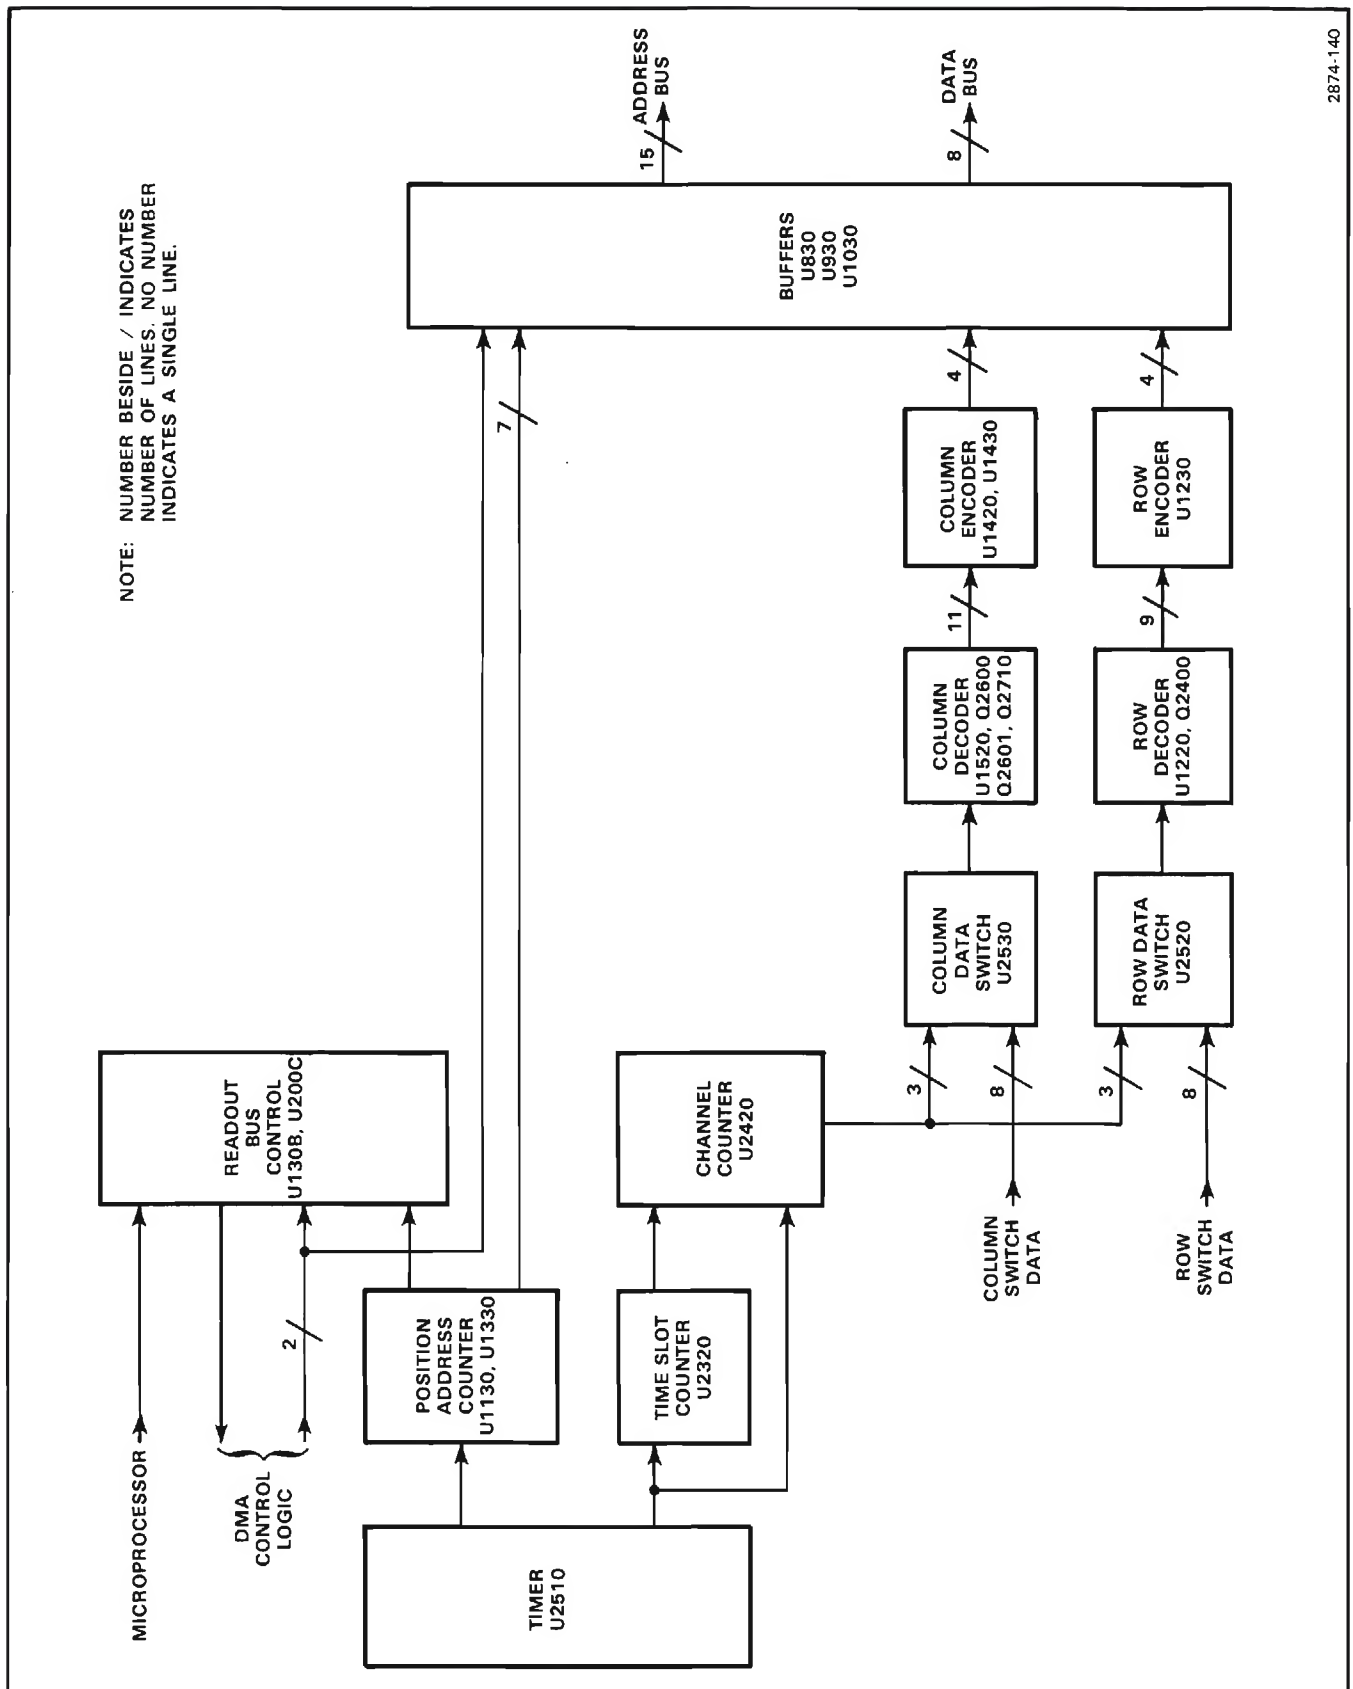 NOTE: NUMBER BESIDE / INDICATES
NUMBER OF LINES. NO NUMBER
INDICATES A SINGLE LINE.
MICROPROCESSOR
DMA
CONTROL
LOGIC
2
READOUT
BUS
CONTROL
U130B, U200C
TIMER
U2510
POSITION
ADDRESS
COUNTER
U1130, U1330
7
TIME SLOT
COUNTER
U2320
CHANNEL
COUNTER
U2420
COLUMN
SWITCH
DATA
3
8
COLUMN
DATA
SWITCH
U2530
COLUMN
DECODER
U1520, Q2600
Q2601, Q2710
11
COLUMN
ENCODER
U1420, U1430
4
ROW
SWITCH
DATA
3
8
ROW DATA
SWITCH
U2520
ROW
DECODER
U1220, Q2400
9
ROW
ENCODER
U1230
4
BUFFERS
U830
U930
U1030
15
ADDRESS
BUS
8
DATA
BUS
2874-140